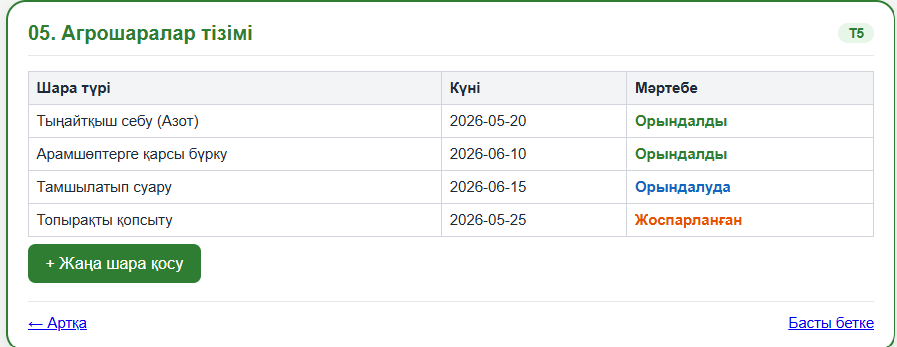 05. Агрошаралар тізімі
T5
Шара түрі Күні Мәртебе
Тыңайтқыш себу (Азот) 2026-05-20 Орындалды
Арамшөптерге қарсы бүрку 2026-06-10 Орындалды
Тамшылатып суару 2026-06-15 Орындалуда
Топырақты қопсыту 2026-05-25 Жоспарланған
+ Жаңа шара қосу
← Артқа Басты бетке